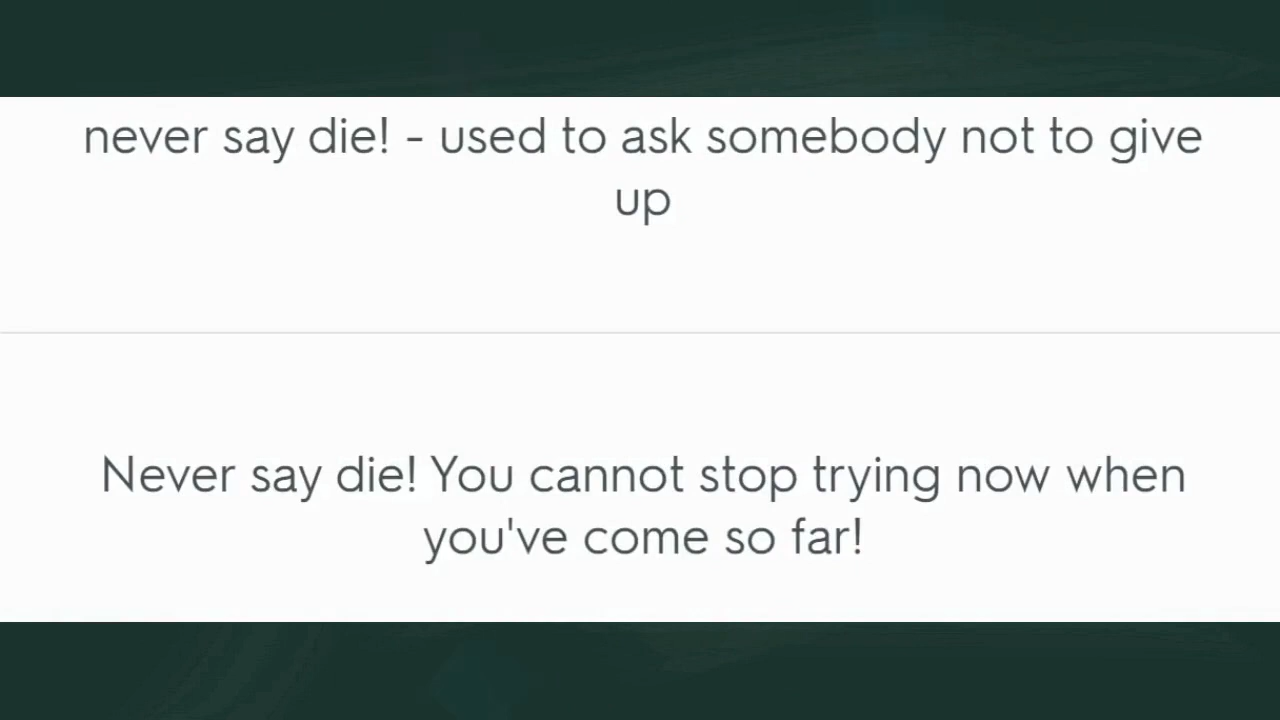 never say die! - used to ask somebody not to give
up
Never say die! You cannot stop trying now when
you've come so far!